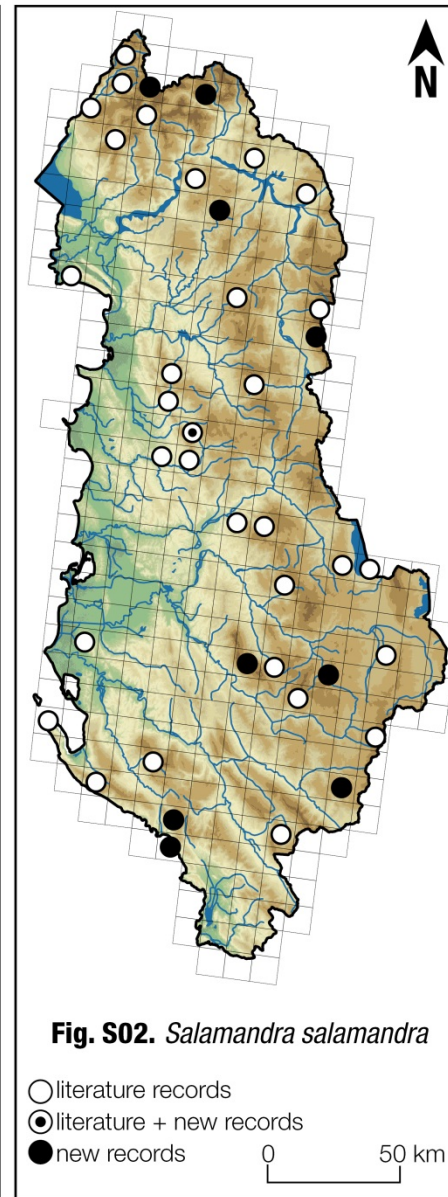 N
Fig. S02. Salamandra salamandra
literature records
literature + new records
new records
0 50 km